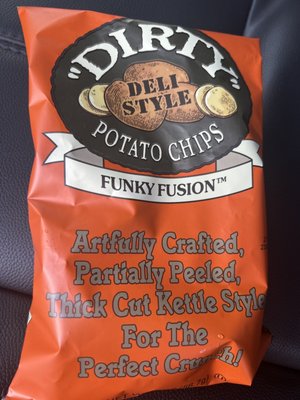 "DIRTY"
DELI
STYLE
POTATO CHIPS
FUNKY FUSION™
Artfully Crafted,
Partially Peeled,
Thick Cut Kettle Style
For The
Perfect Crunch!